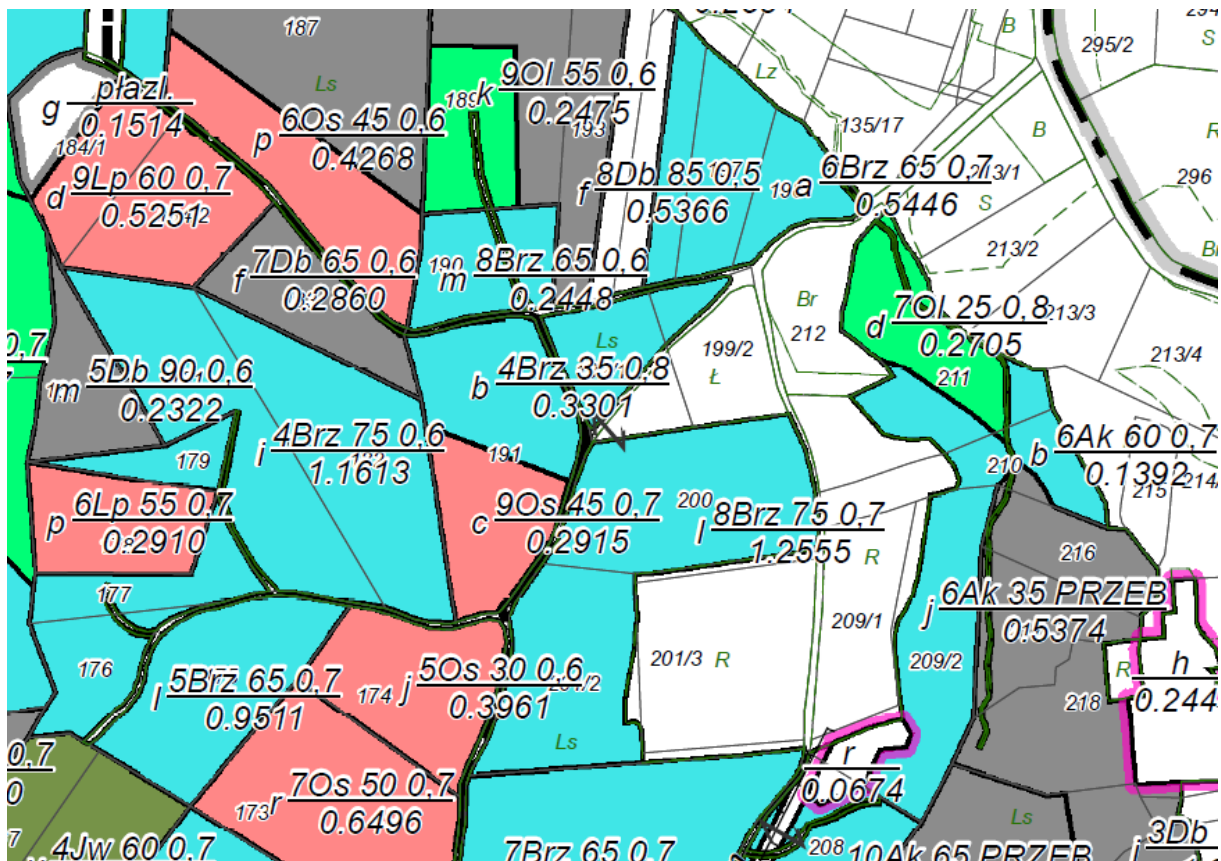 187
294
295/2
S
B
Lz
Ls
g płazl.
0.1514
184/1
p 6Os 45 0,6
0.4268
189 k 9Ol 55 0,6
0.2475
193
135/17
B
R
d 9Lp 60 0,7
0.5251
f 8Db 85 0,5
0.5366
a 6Brz 65 0,7
0.5446
213/1
S
296
213/2
f 7Db 65 0,6
0.2860
190 m 8Brz 65 0,6
0.2448
Br
212
d 7Ol 25 0,8
0.2705
213/3
211
Ls
199/2
Ł
213/4
0,7
m 5Db 90 0,6
0.2322
b 4Brz 35 0,8
0.3301
179
i 4Brz 75 0,6
1.1613
191
210 b 6Ak 60 0,7
0.1392
215
p 6Lp 55 0,7
0.2910
c 9Os 45 0,7
0.2915
200
l 8Brz 75 0,7
1.2555
R
216
177
j 6Ak 35 PRZEB
0.5374
209/1
176
l 5Brz 65 0,7
0.9511
174 j 5Os 30 0,6
0.3961
201/3 R
209/2
218
R
h
0.244
Ls
0,7
0
173 r 7Os 50 0,7
0.6496
r
0.0674
Ls
4Jw 60 0,7
7Brz 65 0,7
208
10Ak 65 PRZEB
3Db